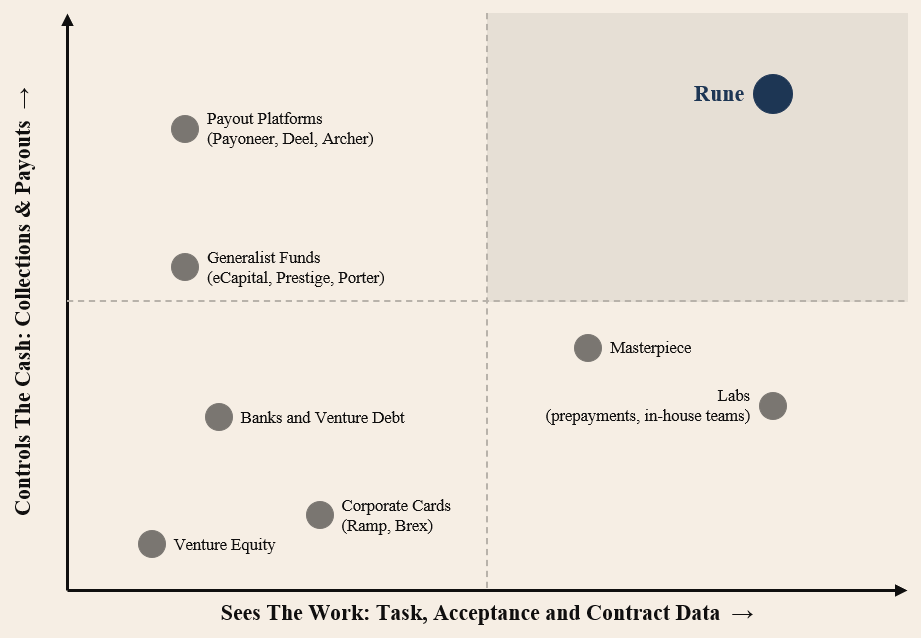 Controls The Cash: Collections & Payouts →
Rune
Payout Platforms
(Payoneer, Deel, Archer)
Generalist Funds
(eCapital, Prestige, Porter)
Masterpiece
Labs
(prepayments, in-house teams)
Banks and Venture Debt
Corporate Cards
(Ramp, Brex)
Venture Equity
Sees The Work: Task, Acceptance and Contract Data →